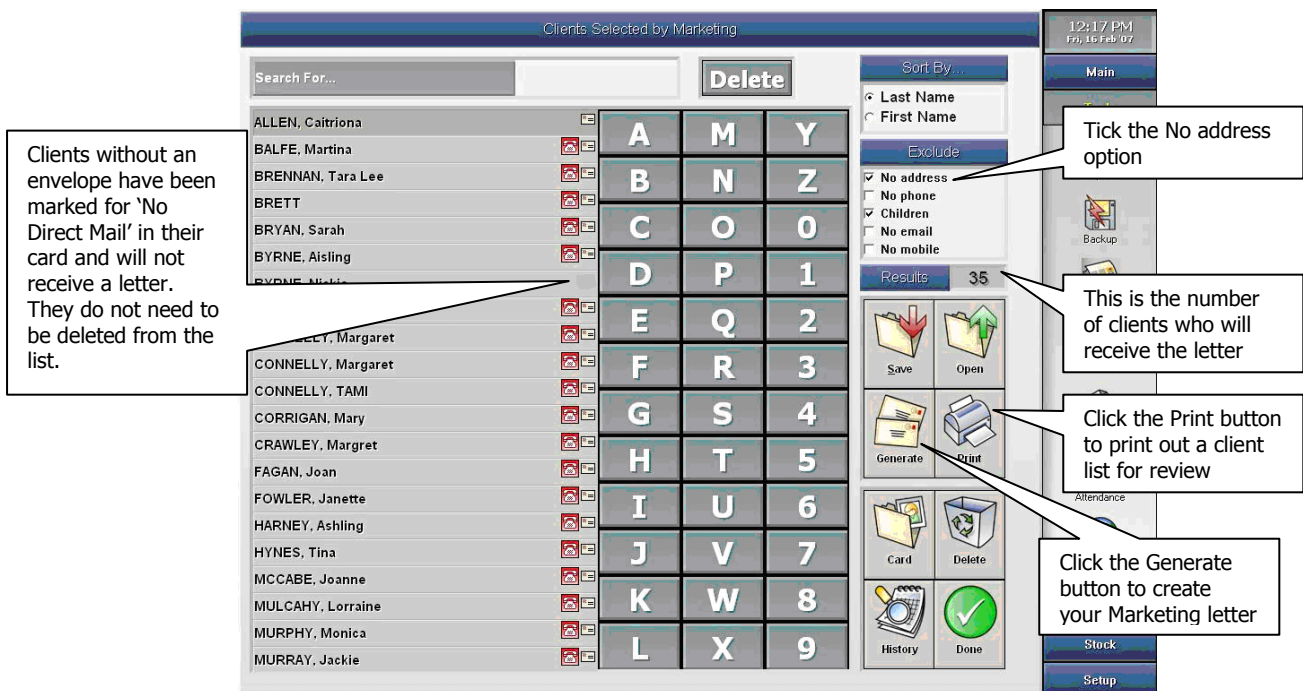 Clients Selected by Marketing
12:17 PM
Fri, 16 Feb '07
Search For...
Delete
Sort By...
Last Name
First Name
Main
Exclude
No address
No phone
Children
No email
No mobile
Results 35
Tick the No address
option
Clients without an
envelope have been
marked for ‘No
Direct Mail’ in their
card and will not
receive a letter.
They do not need to
be deleted from the
list.
ALLEN, Caitriona
BALFE, Martina
BRENNAN, Tara Lee
BRETT
BRYAN, Sarah
BYRNE, Aisling
Margaret
CONNELLY, Margaret
CONNELLY, TAMI
CORRIGAN, Mary
CRAWLEY, Margret
FAGAN, Joan
FOWLER, Janette
HARNEY, Ashling
HYNES, Tina
MCCABE, Joanne
MULCAHY, Lorraine
MURPHY, Monica
MURRAY, Jackie
A M Y
B N Z
C O 0
D P 1
E Q 2
F R 3
G S 4
H T 5
I U 6
J V 7
K W 8
L X 9
Backup
This is the number
of clients who will
receive the letter
Save Open
Click the Print button
to print out a client
list for review
Generate Print
Attendance
Card Delete
Click the Generate
button to create
your Marketing letter
History Done
Stock
Setup